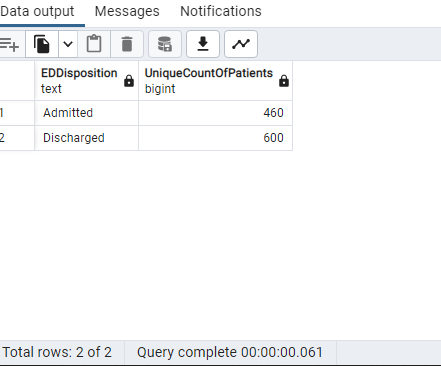 Data output Messages Notifications
EDDisposition UniqueCountOfPatients
text bigint
1 Admitted 460
2 Discharged 600
Total rows: 2 of 2 Query complete 00:00:00.061